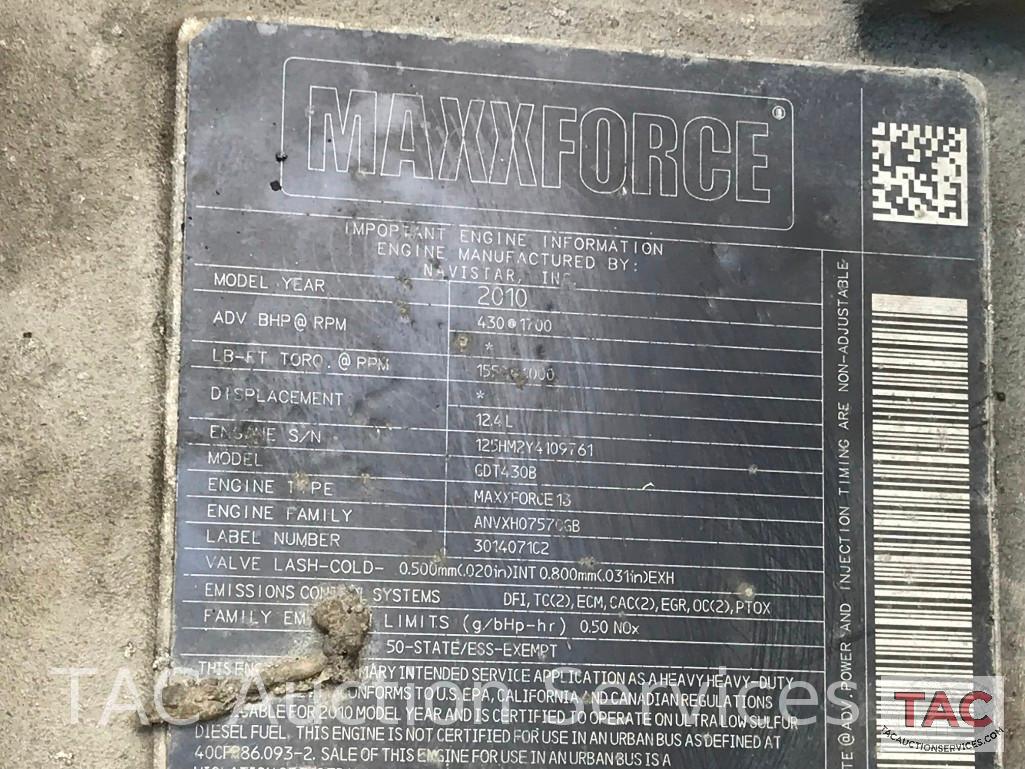 MAXXFORCE®
IMPORTANT ENGINE INFORMATION
ENGINE MANUFACTURED BY:
NAVISTAR, INC.
MODEL YEAR 2010
ADV BHP@RPM 430@1700
*
LB-FT TORQ.@RPM
*
DISPLACEMENT 12.4 L
ENGINE S/N 125HM2Y4109761
MODEL GDT430B
ENGINE TYPE MAXXFORCE 13
ENGINE FAMILY ANVXH0757GGB
LABEL NUMBER 3014071C2
VALVE LASH-COLD- 0.500mm(.020in)INT 0.800mm(.031in)EXH
EMISSIONS CONTROL SYSTEMS DFI, TC(2), ECM, CAC(2), EGR, OC(2), PTOX
FAMILY LIMITS (g/bHp-hr) 0.50 NOx
50-STATE/ESS-EXEMPT
THIS PRIMARY INTENDED SERVICE APPLICATION AS A HEAVY HEAVY-DUTY
CONFORMS TO U.S. EPA, CALIFORNIA AND CANADIAN REGULATIONS
FOR 2010 MODEL YEAR AND IS CERTIFIED TO OPERATE ON ULTRA LOW SULFUR
DIESEL FUEL. THIS ENGINE IS NOT CERTIFIED FOR USE IN AN URBAN BUS AS DEFINED AT
40CFR86.093-2. SALE OF THIS ENGINE FOR USE IN AN URBAN BUS IS A
@ ADV POWER AND INJECTION TIMING ARE NON-ADJUSTABLE
TAC Auction Services
TAC
TACAUCTIONSERVICES.COM